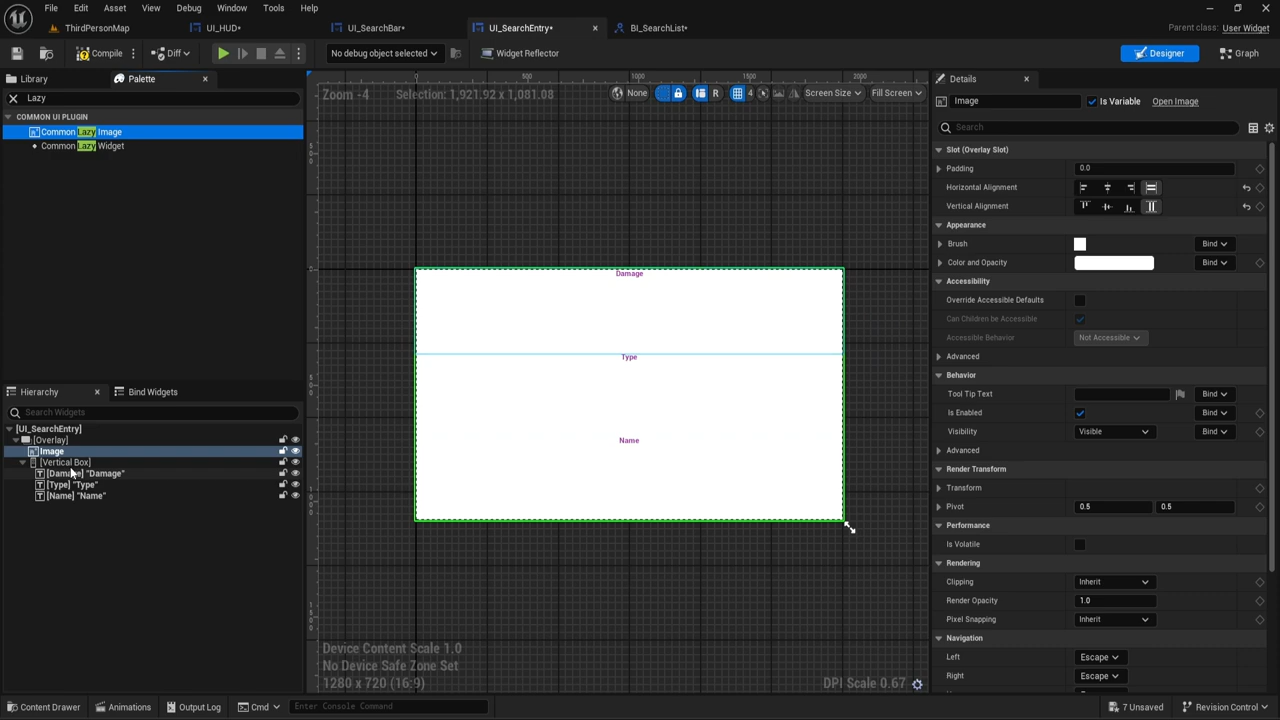 File Edit Asset View Debug Window Tools Help
ThirdPersonMap UI_HUD* UI_SearchBar* UI_SearchEntry* BI_SearchList*
Parent class: User Widget
Compile Diff No debug object selected Widget Reflector Designer Graph
Library Palette
Lazy
COMMON UI PLUGIN
Common Lazy Image
Common Lazy Widget
Hierarchy Bind Widgets
Search Widgets
[UI_SearchEntry]
[Overlay]
Image
[Vertical Box]
[Damage] "Damage"
[Type] "Type"
[Name] "Name"
0 500 1000 1500 2000
Zoom -4 Selection: 1,921.92 x 1,081.08
None R 4 Screen Size Fill Screen
Damage
Type
Name
Device Content Scale 1.0
No Device Safe Zone Set
1280 x 720 (16:9)
DPI Scale 0.67
Details
Image Is Variable Open Image
Search
Slot (Overlay Slot)
Padding 0.0
Horizontal Alignment
Vertical Alignment
Appearance
Brush Bind
Color and Opacity Bind
Accessibility
Override Accessible Defaults
Can Children be Accessible
Accessible Behavior Not Accessible
Advanced
Behavior
Tool Tip Text Bind
Is Enabled Bind
Visibility Visible Bind
Advanced
Render Transform
Transform
Pivot 0.5 0.5
Performance
Is Volatile
Rendering
Clipping Inherit
Render Opacity 1.0
Pixel Snapping Inherit
Navigation
Left Escape
Right Escape
Content Drawer Animations Output Log Cmd Enter Console Command 7 Unsaved Revision Control